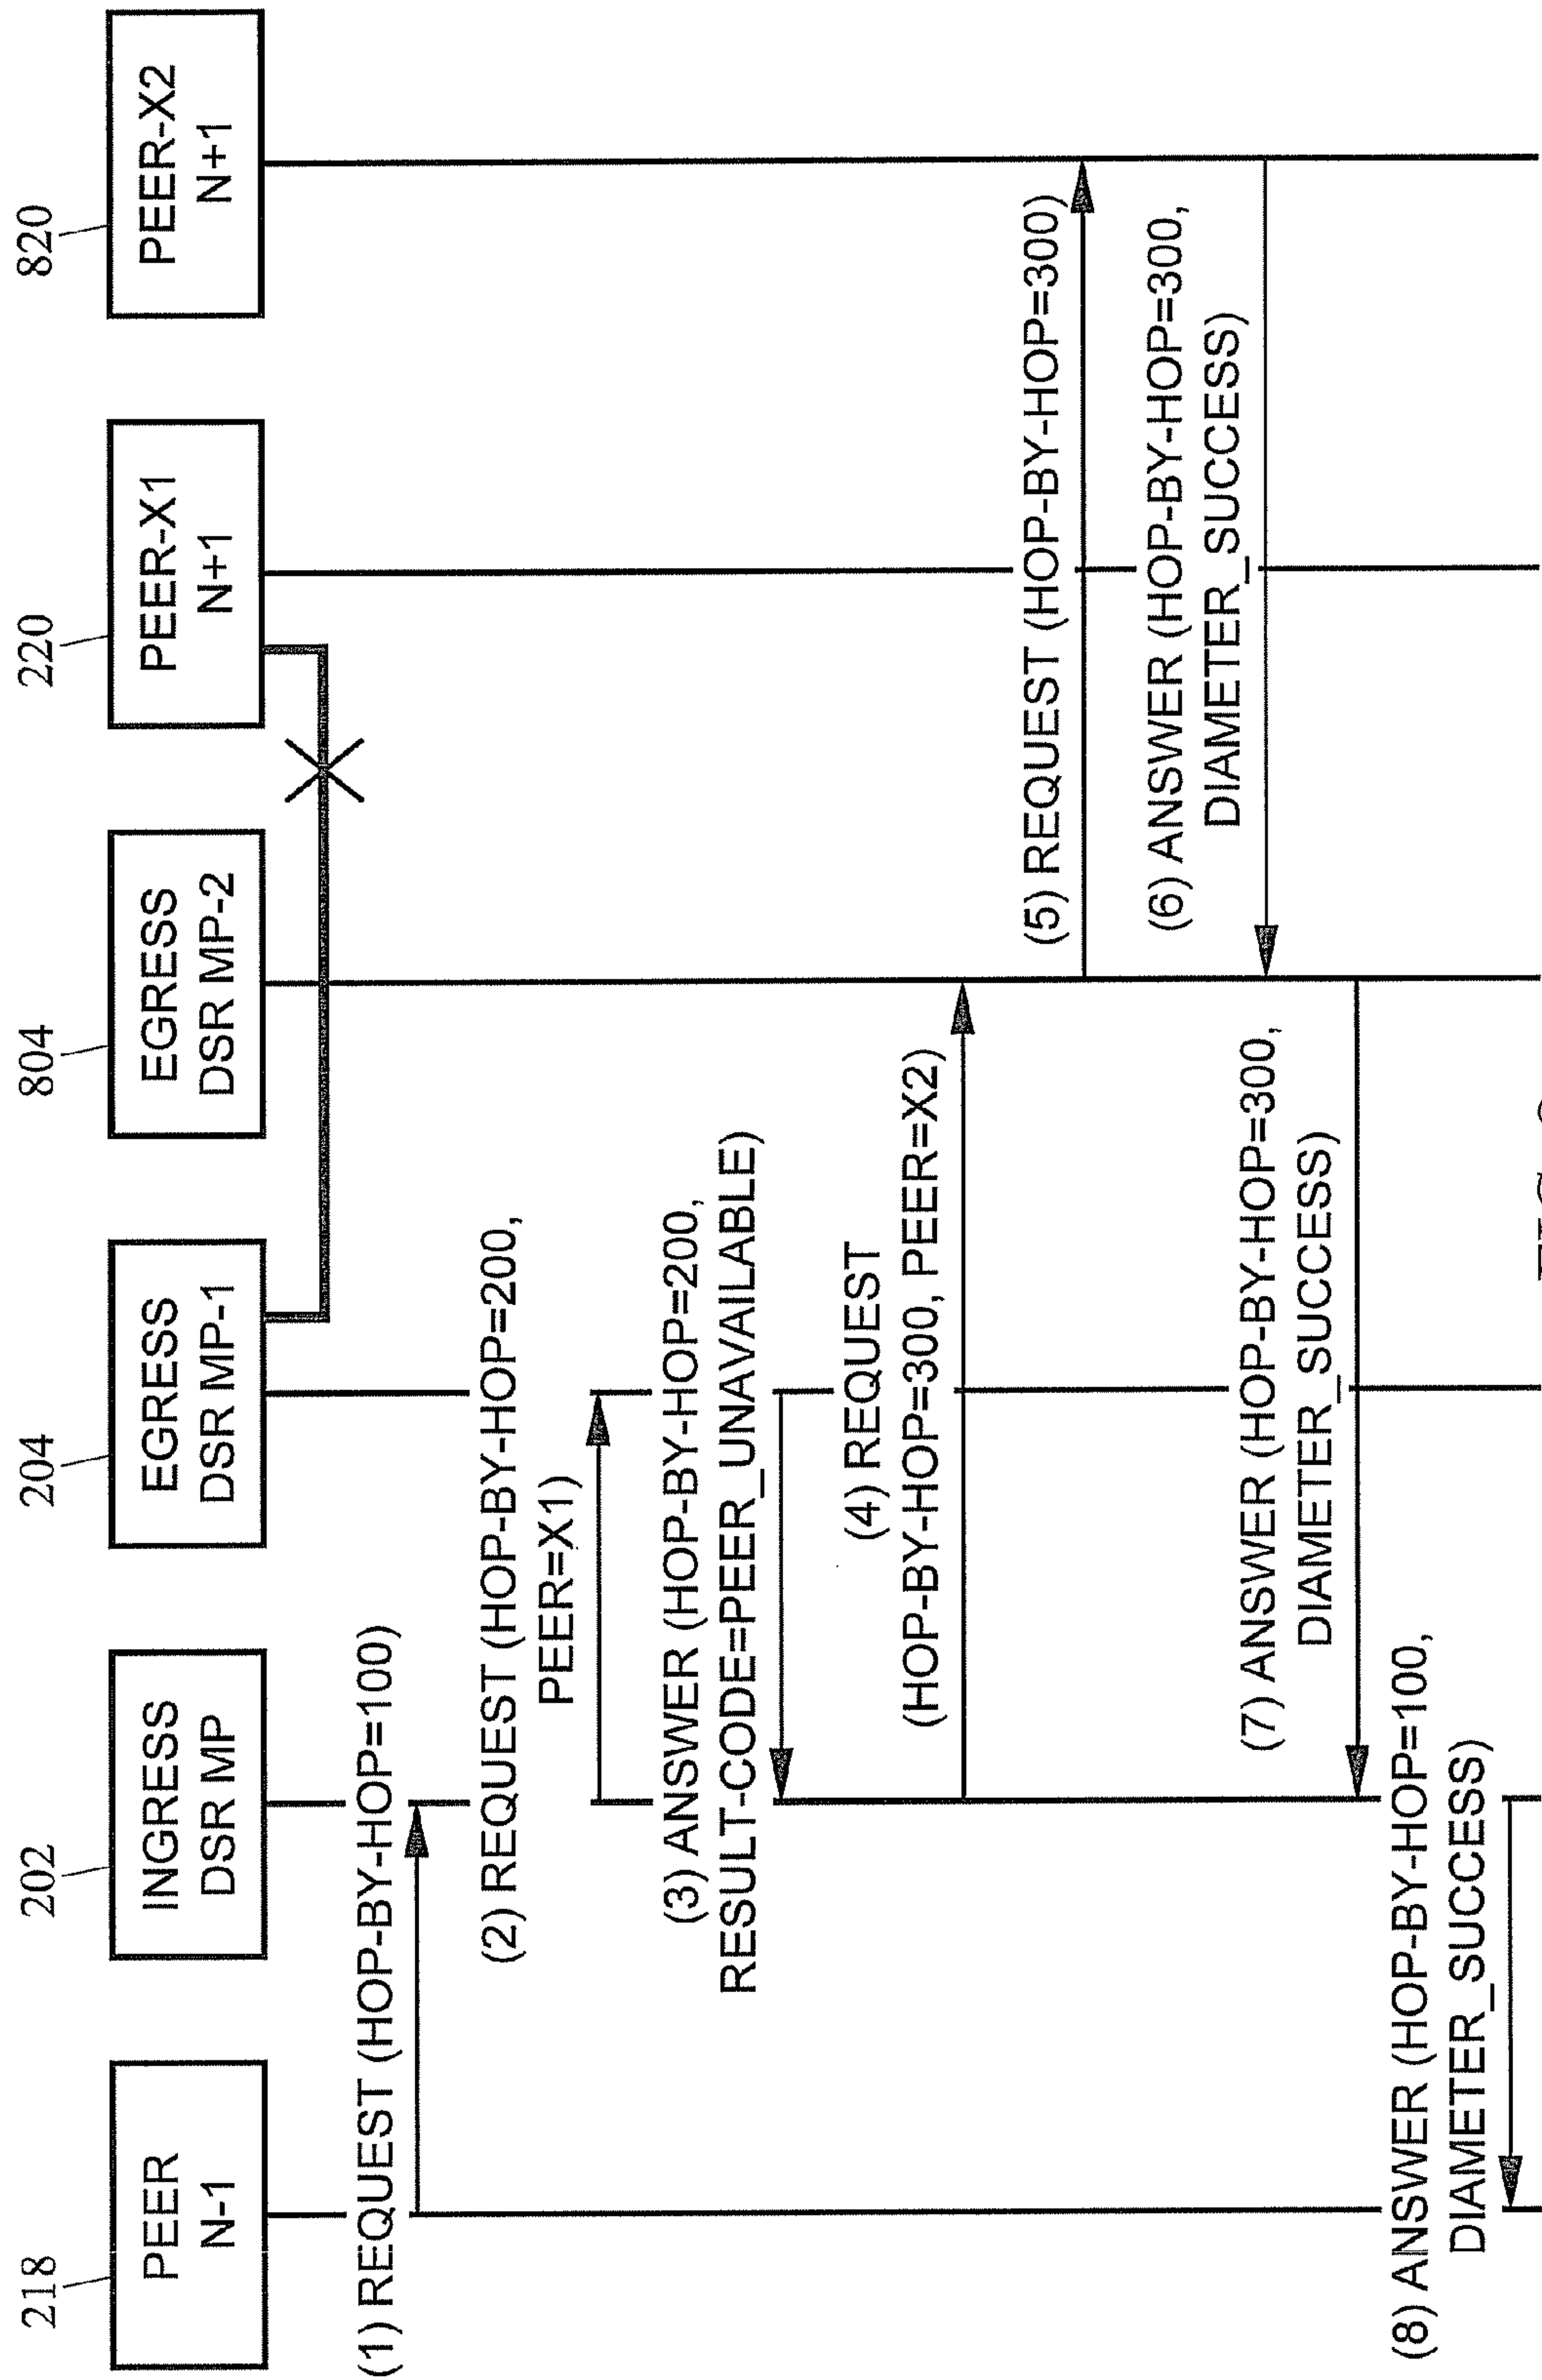 218
202
204
804
220
820
PEER
N-1
INGRESS
DSR MP
EGRESS
DSR MP-1
EGRESS
DSR MP-2
PEER-X1
N+1
PEER-X2
N+1
(1) REQUEST (HOP-BY-HOP=100)
(2) REQUEST (HOP-BY-HOP=200,
PEER=X1)
(3) ANSWER (HOP-BY-HOP=200,
RESULT-CODE=PEER_UNAVAILABLE)
(4) REQUEST
(HOP-BY-HOP=300, PEER=X2)
(5) REQUEST (HOP-BY-HOP=300)
(6) ANSWER (HOP-BY-HOP=300,
DIAMETER_SUCCESS)
(7) ANSWER (HOP-BY-HOP=300,
DIAMETER_SUCCESS)
(8) ANSWER (HOP-BY-HOP=100,
DIAMETER_SUCCESS)